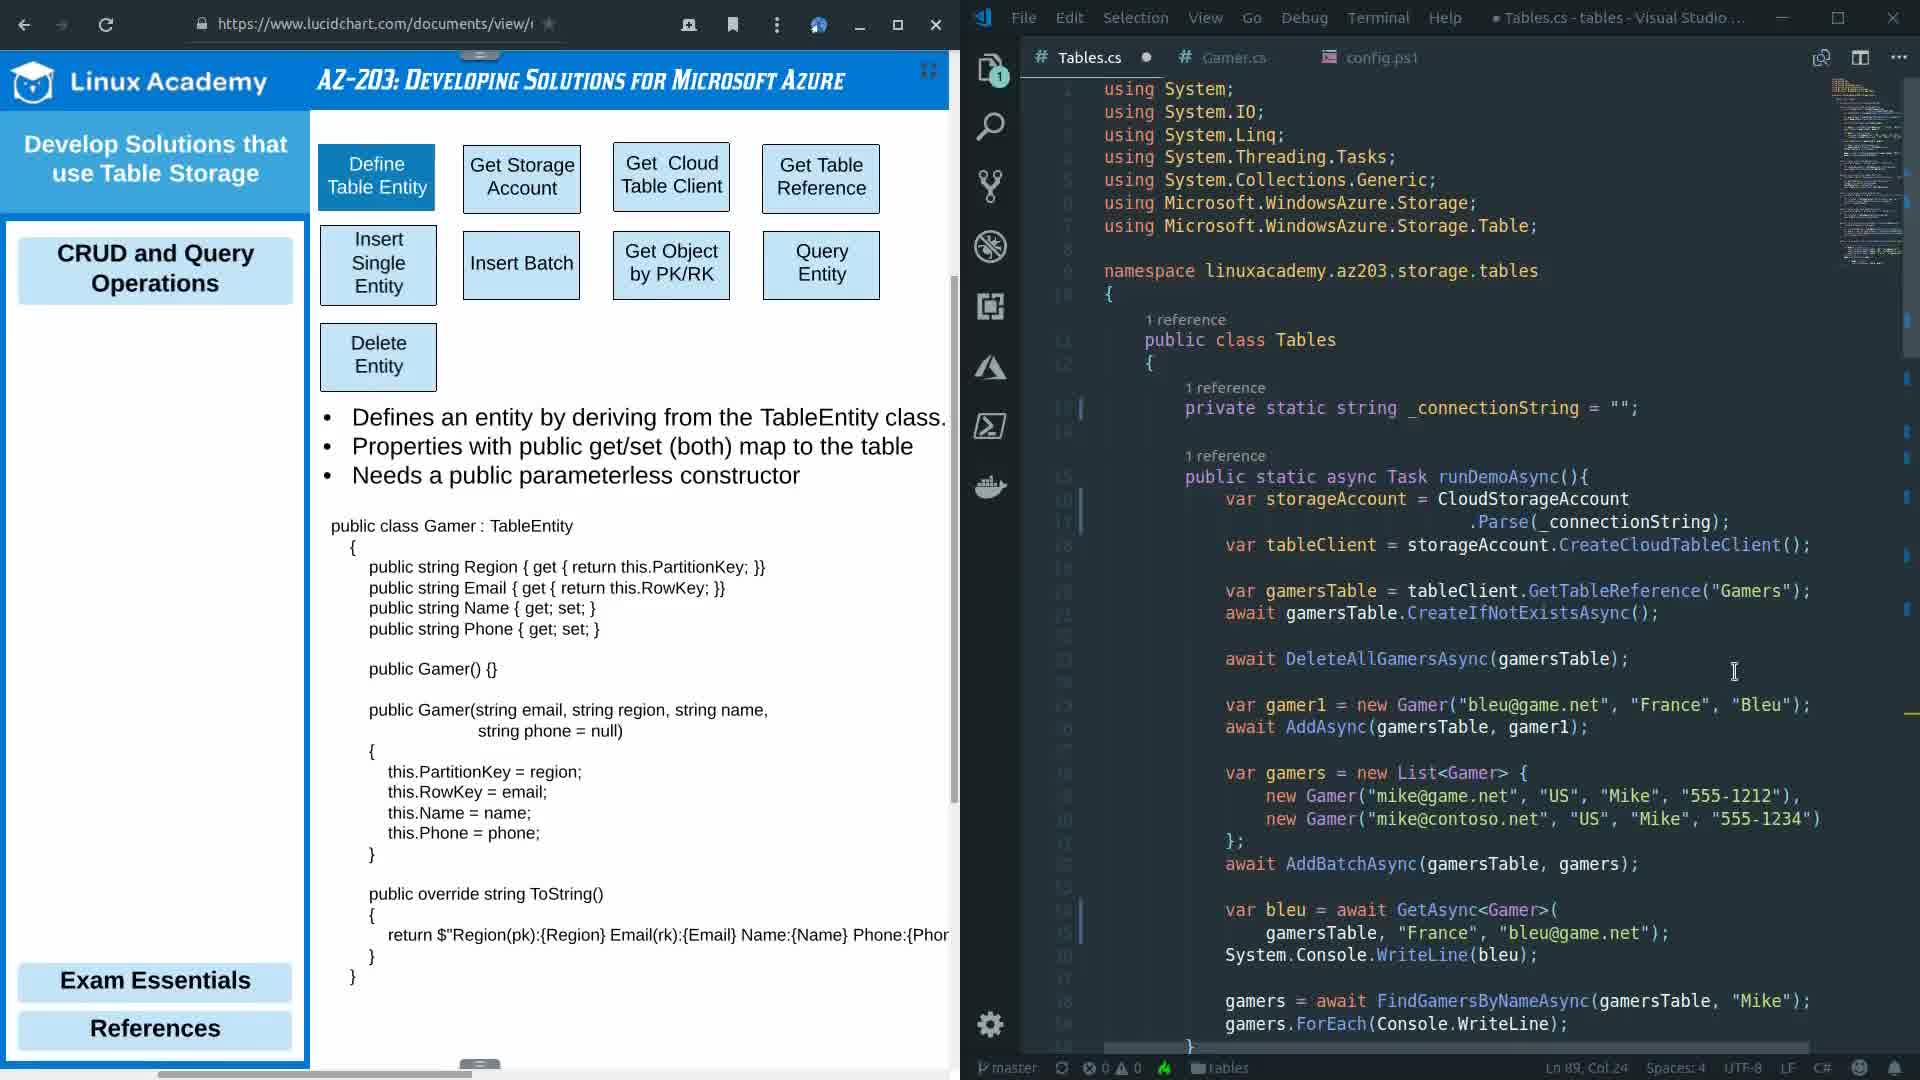 https://www.lucidchart.com/documents/view/
Linux Academy
AZ-203: Developing Solutions for Microsoft Azure
Develop Solutions that
use Table Storage
CRUD and Query
Operations
Exam Essentials
References
Define
Table Entity
Get Storage
Account
Get Cloud
Table Client
Get Table
Reference
Insert
Single
Entity
Insert Batch
Get Object
by PK/RK
Query
Entity
Delete
Entity
• Defines an entity by deriving from the TableEntity class.
• Properties with public get/set (both) map to the table
• Needs a public parameterless constructor
public class Gamer : TableEntity
{
public string Region { get { return this.PartitionKey; }}
public string Email { get { return this.RowKey; }}
public string Name { get; set; }
public string Phone { get; set; }
public Gamer() {}
public Gamer(string email, string region, string name,
string phone = null)
{
this.PartitionKey = region;
this.RowKey = email;
this.Name = name;
this.Phone = phone;
}
public override string ToString()
{
return $"Region(pk):{Region} Email(rk):{Email} Name:{Name} Phone:{Phor
}
}
File Edit Selection View Go Debug Terminal Help ● Tables.cs - tables - Visual Studio ...
# Tables.cs ● # Gamer.cs config.ps1
1
using System;
using System.IO;
using System.Linq;
using System.Threading.Tasks;
using System.Collections.Generic;
using Microsoft.WindowsAzure.Storage;
using Microsoft.WindowsAzure.Storage.Table;
namespace linuxacademy.az203.storage.tables
{
1 reference
public class Tables
{
1 reference
private static string _connectionString = "";
1 reference
public static async Task runDemoAsync(){
var storageAccount = CloudStorageAccount
.Parse(_connectionString);
var tableClient = storageAccount.CreateCloudTableClient();
var gamersTable = tableClient.GetTableReference("Gamers");
await gamersTable.CreateIfNotExistsAsync();
await DeleteAllGamersAsync(gamersTable);
var gamer1 = new Gamer("bleu@game.net", "France", "Bleu");
await AddAsync(gamersTable, gamer1);
var gamers = new List<Gamer> {
new Gamer("mike@game.net", "US", "Mike", "555-1212"),
new Gamer("mike@contoso.net", "US", "Mike", "555-1234")
};
await AddBatchAsync(gamersTable, gamers);
var bleu = await GetAsync<Gamer>(
gamersTable, "France", "bleu@game.net");
System.Console.WriteLine(bleu);
gamers = await FindGamersByNameAsync(gamersTable, "Mike");
gamers.ForEach(Console.WriteLine);
}
master 0 0 tables Ln 89, Col 24 Spaces: 4 UTF-8 LF C#